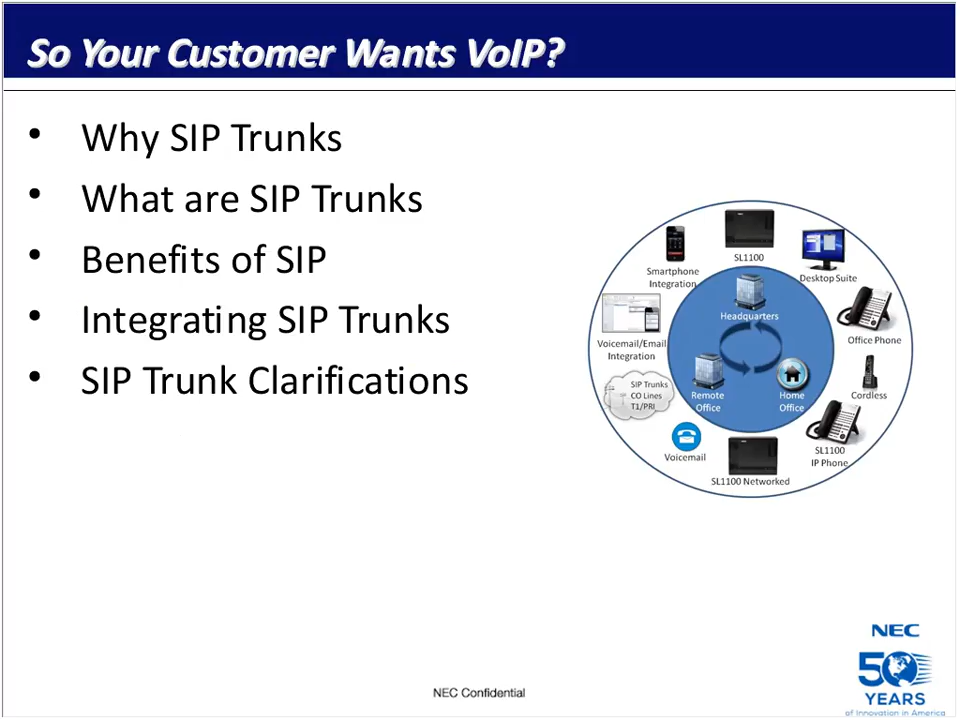 So Your Customer Wants VoIP?
• Why SIP Trunks
• What are SIP Trunks
• Benefits of SIP
• Integrating SIP Trunks
• SIP Trunk Clarifications
SL1100
Smartphone
Integration
Desktop Suite
Headquarters
Office Phone
Voicemail/Email
Integration
SIP Trunks
CO Lines
T1/PRI
Remote
Office
Home
Office
Cordless
SL1100
IP Phone
Voicemail
SL1100 Networked
NEC
50
YEARS
of Innovation in America
NEC Confidential